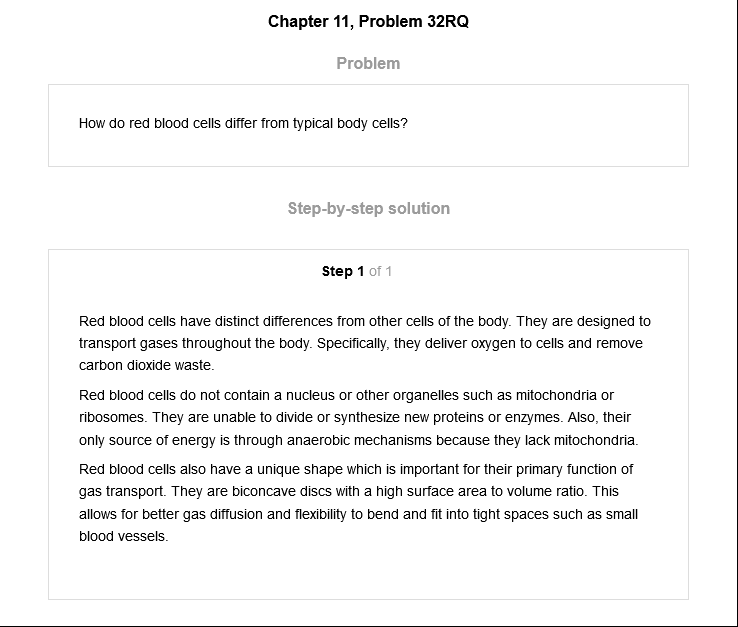 Chapter 11, Problem 32RQ
Problem
How do red blood cells differ from typical body cells?
Step-by-step solution
Step 1 of 1
Red blood cells have distinct differences from other cells of the body. They are designed to
transport gases throughout the body. Specifically, they deliver oxygen to cells and remove
carbon dioxide waste.
Red blood cells do not contain a nucleus or other organelles such as mitochondria or
ribosomes. They are unable to divide or synthesize new proteins or enzymes. Also, their
only source of energy is through anaerobic mechanisms because they lack mitochondria.
Red blood cells also have a unique shape which is important for their primary function of
gas transport. They are biconcave discs with a high surface area to volume ratio. This
allows for better gas diffusion and flexibility to bend and fit into tight spaces such as small
blood vessels.